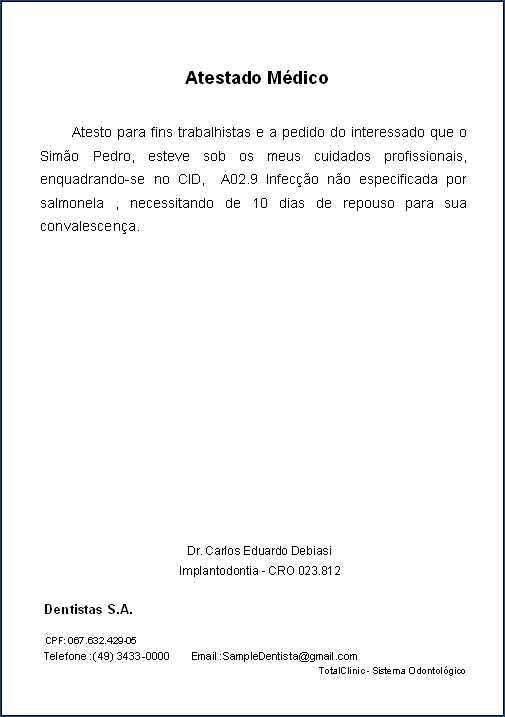 Atestado Médico
Atesto para fins trabalhistas e a pedido do interessado que o
Simão Pedro, esteve sob os meus cuidados profissionais,
enquadrando-se no CID, A02.9 Infecção não especificada por
salmonela , necessitando de 10 dias de repouso para sua
convalescença.
Dr. Carlos Eduardo Debiasi
Implantodontia - CRO 023.812
Dentistas S.A.
CPF: 067.632.429-05
Telefone :(49) 3433-0000 Email :SampleDentista@gmail.com
TotalClinic - Sistema Odontológico